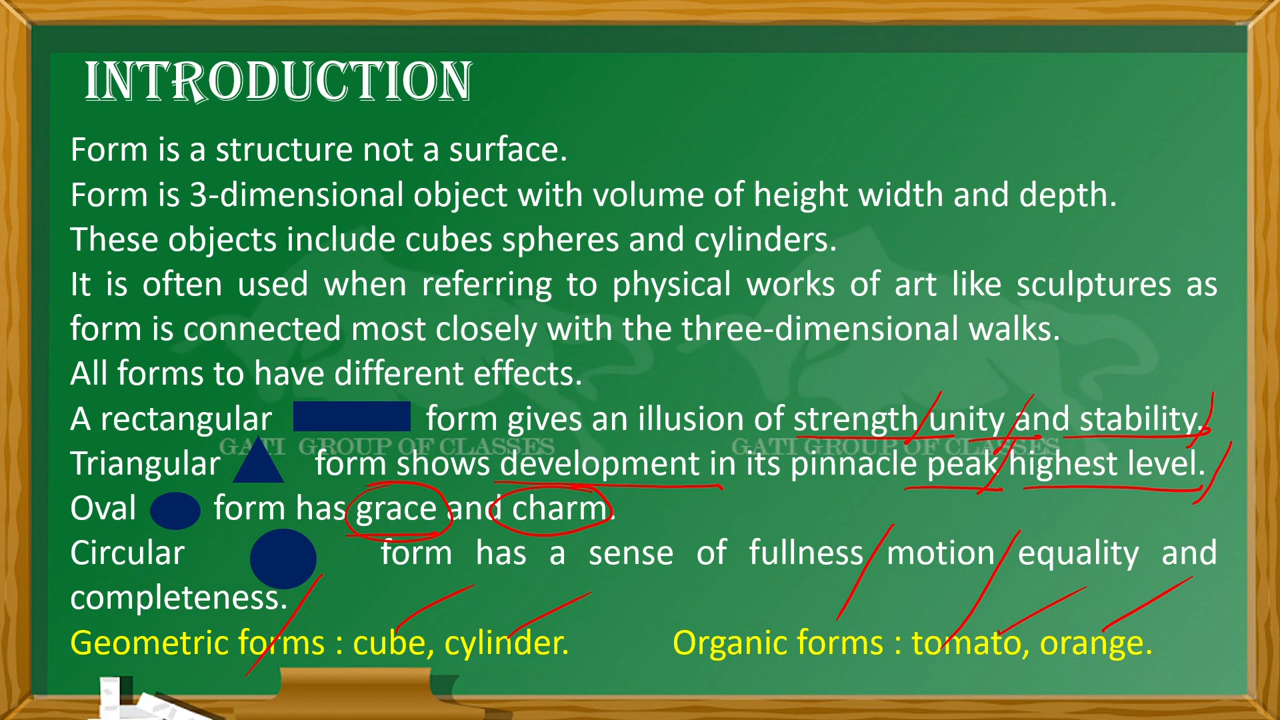 INTRODUCTION
Form is a structure not a surface.
Form is 3-dimensional object with volume of height width and depth.
These objects include cubes spheres and cylinders.
It is often used when referring to physical works of art like sculptures as
form is connected most closely with the three-dimensional walks.
All forms to have different effects.
A rectangular form gives an illusion of strength unity and stability.
GATI GROUP OF CLASSES GATI GROUP OF CLASSES
Triangular form shows development in its pinnacle peak highest level.
Oval form has grace and charm.
Circular form has a sense of fullness motion equality and
completeness.
Geometric forms : cube, cylinder. Organic forms : tomato, orange.